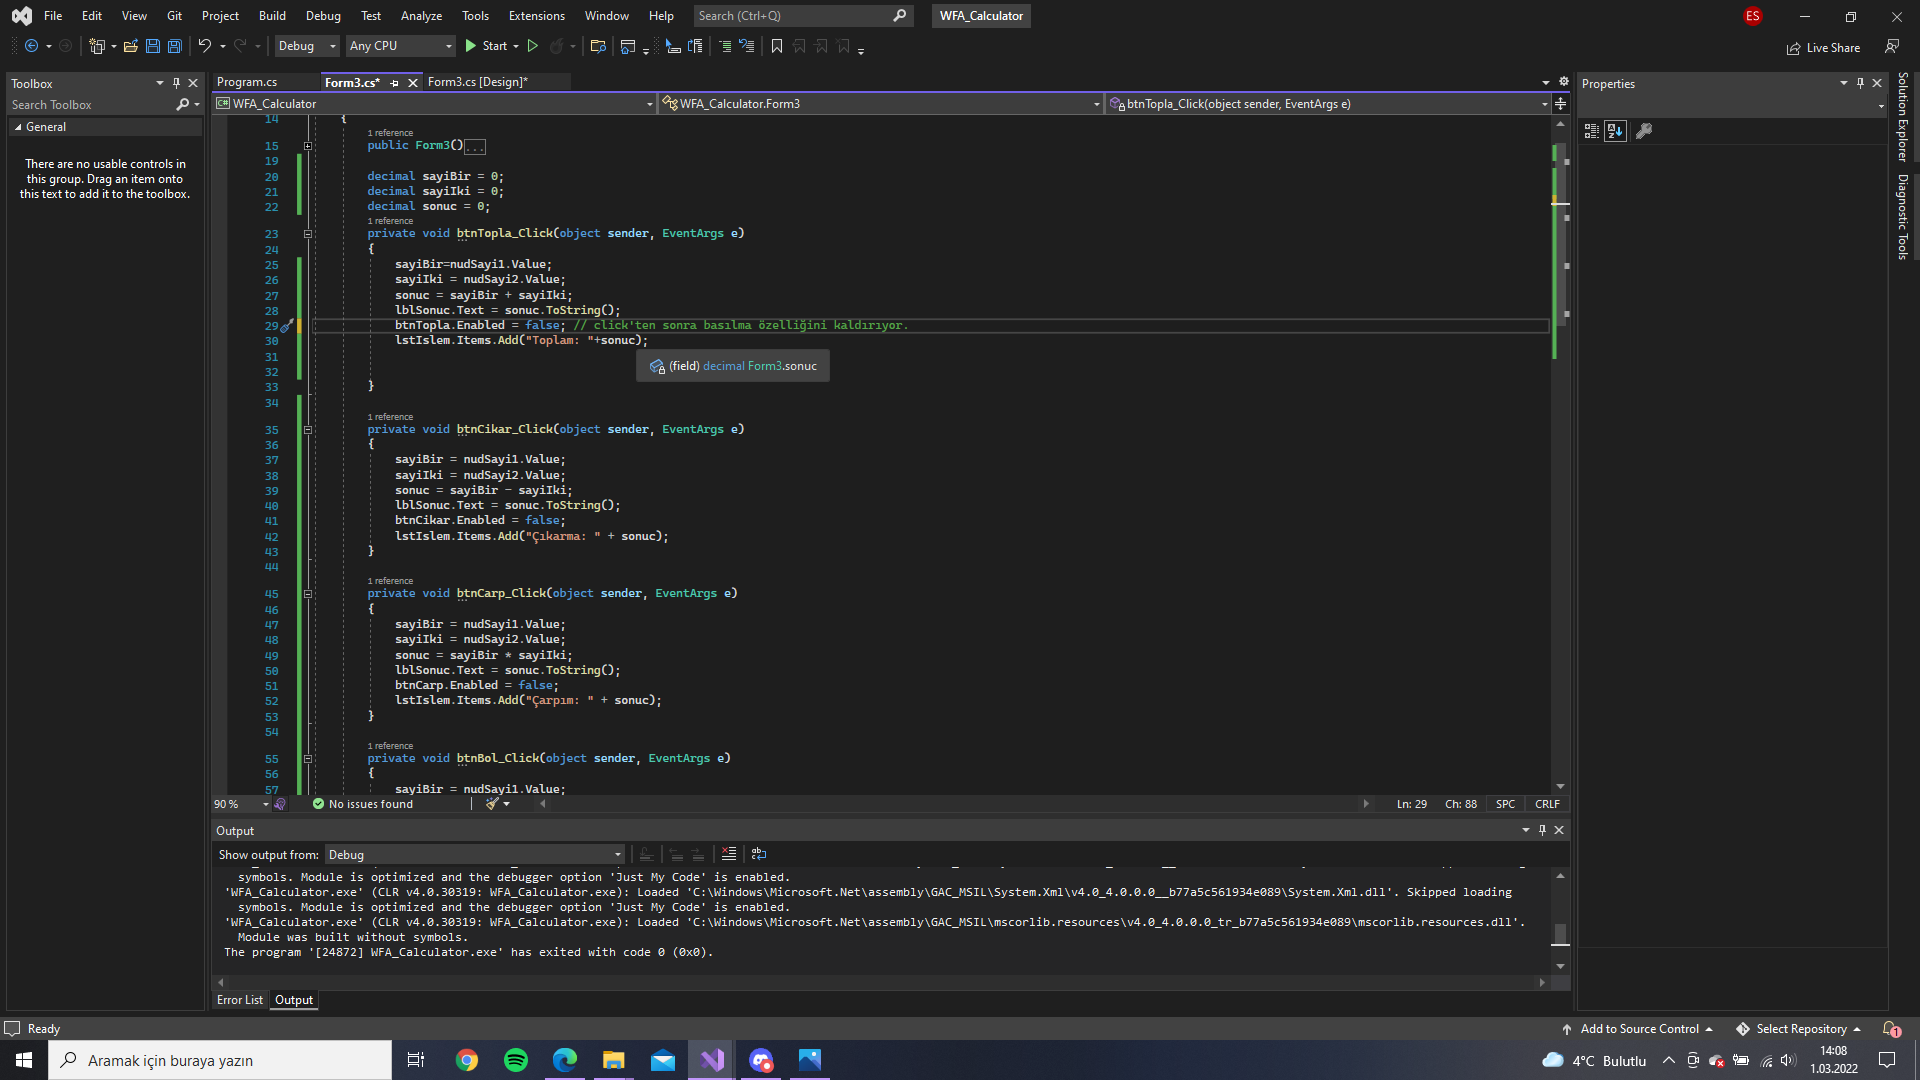 File Edit View Git Project Build Debug Test Analyze Tools Extensions Window Help Search (Ctrl+Q) WFA_Calculator ES
Debug Any CPU Start Live Share
Toolbox
Search Toolbox
General
There are no usable controls in
this group. Drag an item onto
this text to add it to the toolbox.
Program.cs Form3.cs* Form3.cs [Design]*
C# WFA_Calculator WFA_Calculator.Form3 btnTopla_Click(object sender, EventArgs e)
14 {
1 reference
15 public Form3()...
19
20 decimal sayiBir = 0;
21 decimal sayiIki = 0;
22 decimal sonuc = 0;
1 reference
23 private void btnTopla_Click(object sender, EventArgs e)
24 {
25 sayiBir=nudSayi1.Value;
26 sayiIki = nudSayi2.Value;
27 sonuc = sayiBir + sayiIki;
28 lblSonuc.Text = sonuc.ToString();
29 btnTopla.Enabled = false; // click'ten sonra basılma özelliğini kaldırıyor.
30 lstIslem.Items.Add("Toplam: "+sonuc);
31
(field) decimal Form3.sonuc
32
33 }
34
1 reference
35 private void btnCikar_Click(object sender, EventArgs e)
36 {
37 sayiBir = nudSayi1.Value;
38 sayiIki = nudSayi2.Value;
39 sonuc = sayiBir - sayiIki;
40 lblSonuc.Text = sonuc.ToString();
41 btnCikar.Enabled = false;
42 lstIslem.Items.Add("Çıkarma: " + sonuc);
43 }
44
1 reference
45 private void btnCarp_Click(object sender, EventArgs e)
46 {
47 sayiBir = nudSayi1.Value;
48 sayiIki = nudSayi2.Value;
49 sonuc = sayiBir * sayiIki;
50 lblSonuc.Text = sonuc.ToString();
51 btnCarp.Enabled = false;
52 lstIslem.Items.Add("Çarpım: " + sonuc);
53 }
54
1 reference
55 private void btnBol_Click(object sender, EventArgs e)
56 {
57 sayiBir = nudSayi1.Value;
90 % No issues found Ln: 29 Ch: 88 SPC CRLF
Output
Show output from: Debug
symbols. Module is optimized and the debugger option 'Just My Code' is enabled.
'WFA_Calculator.exe' (CLR v4.0.30319: WFA_Calculator.exe): Loaded 'C:\Windows\Microsoft.Net\assembly\GAC_MSIL\System.Xml\v4.0_4.0.0.0__b77a5c561934e089\System.Xml.dll'. Skipped loading
symbols. Module is optimized and the debugger option 'Just My Code' is enabled.
'WFA_Calculator.exe' (CLR v4.0.30319: WFA_Calculator.exe): Loaded 'C:\Windows\Microsoft.Net\assembly\GAC_MSIL\mscorlib.resources\v4.0_4.0.0.0_tr_b77a5c561934e089\mscorlib.resources.dll'.
Module was built without symbols.
The program '[24872] WFA_Calculator.exe' has exited with code 0 (0x0).
Error List Output
Properties
Solution Explorer
Diagnostic Tools
Ready Add to Source Control Select Repository 1
Aramak için buraya yazın 4°C Bulutlu 14:08
1.03.2022